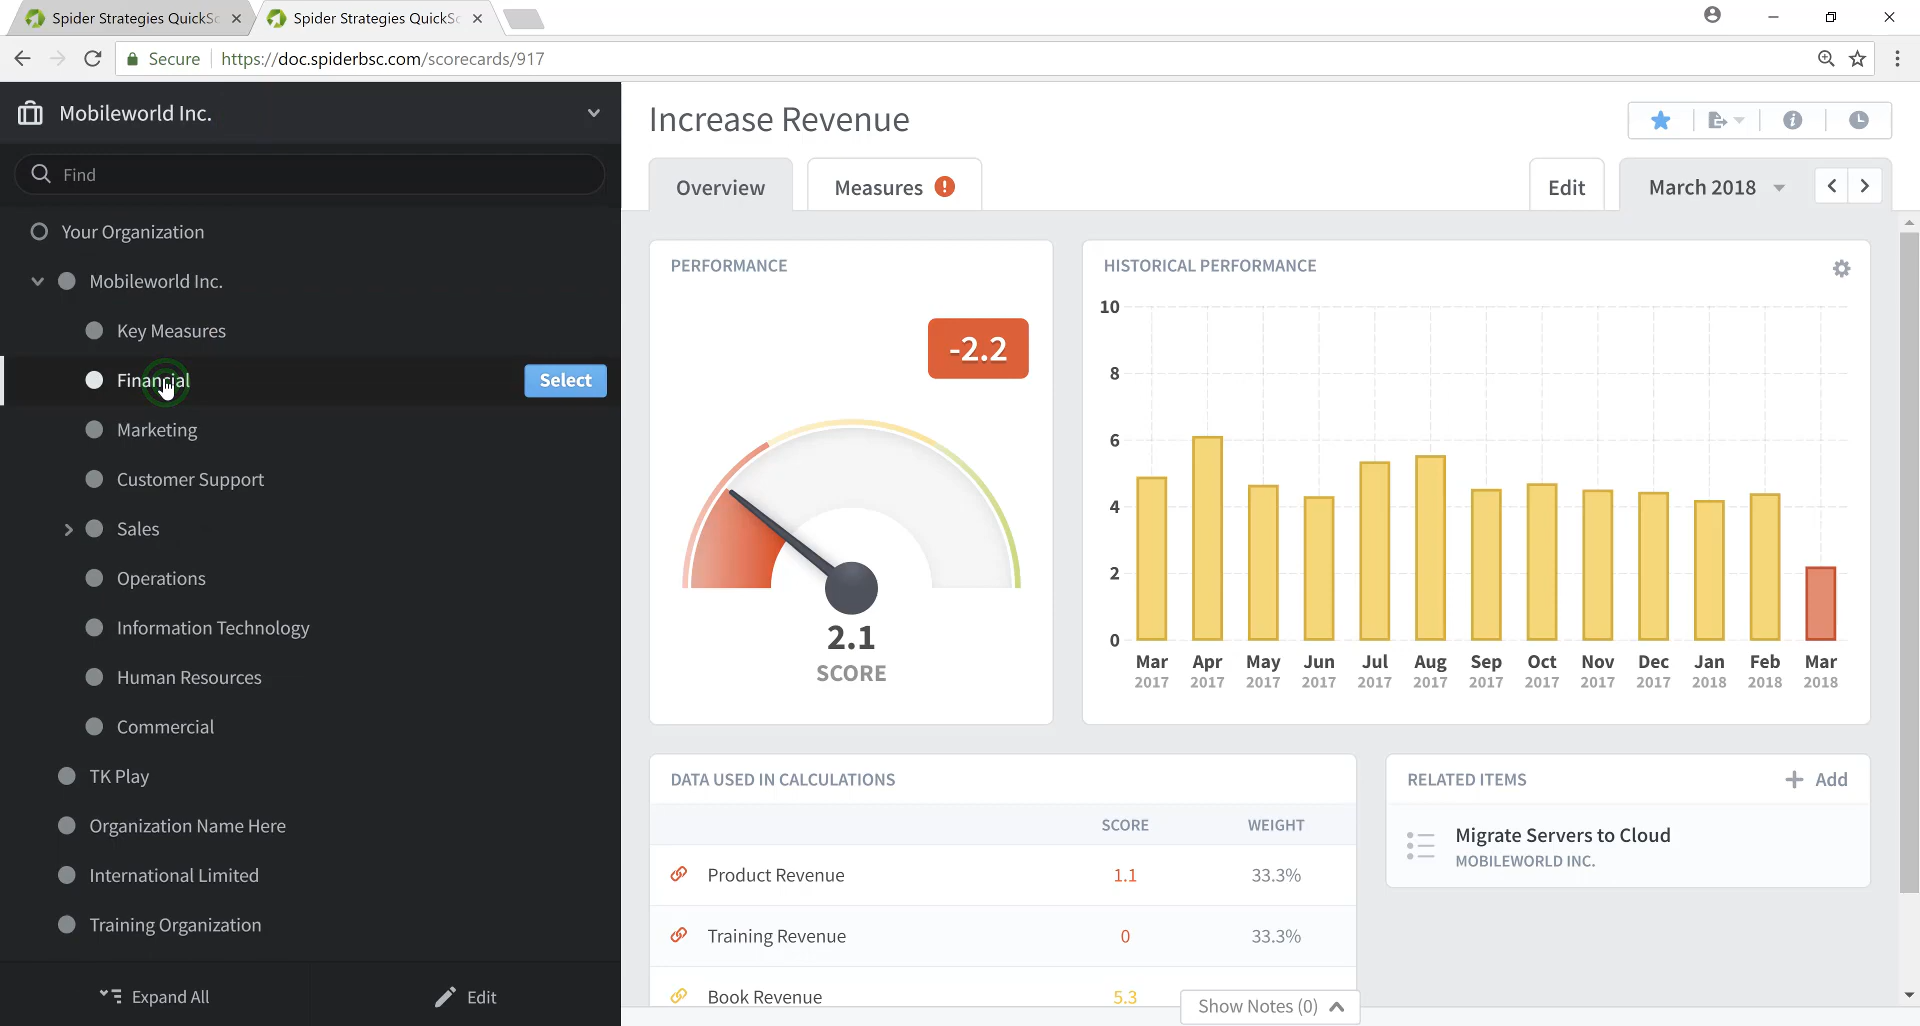 Spider Strategies QuickSc
Spider Strategies QuickSc
Secure
https://doc.spiderbsc.com/scorecards/917
Mobileworld Inc.
Find
Your Organization
Mobileworld Inc.
Key Measures
Financial
Select
Marketing
Customer Support
Sales
Operations
Information Technology
Human Resources
Commercial
TK Play
Organization Name Here
International Limited
Training Organization
Expand All
Edit
Increase Revenue
Overview
Measures
Edit
March 2018
PERFORMANCE
-2.2
2.1
SCORE
HISTORICAL PERFORMANCE
10
8
6
4
2
0
Mar Apr May Jun Jul Aug Sep Oct Nov Dec Jan Feb Mar
2017 2017 2017 2017 2017 2017 2017 2017 2017 2017 2018 2018 2018
DATA USED IN CALCULATIONS
SCORE WEIGHT
Product Revenue 1.1 33.3%
Training Revenue 0 33.3%
Book Revenue 5.3
RELATED ITEMS
Add
Migrate Servers to Cloud
MOBILEWORLD INC.
Show Notes (0)